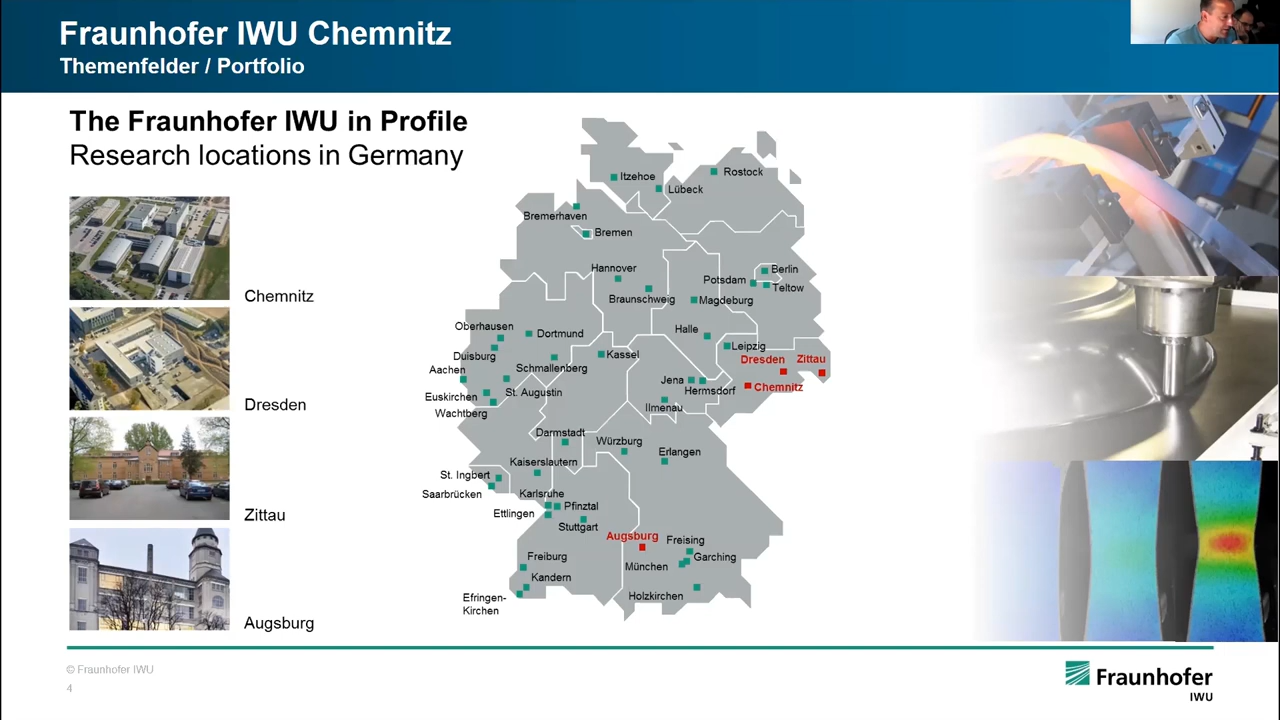 Fraunhofer IWU Chemnitz
Themenfelder / Portfolio
The Fraunhofer IWU in Profile
Research locations in Germany
Chemnitz
Dresden
Zittau
Augsburg
Itzehoe
Rostock
Lübeck
Bremerhaven
Bremen
Hannover
Berlin
Potsdam
Teltow
Braunschweig
Magdeburg
Oberhausen
Dortmund
Halle
Leipzig
Duisburg
Kassel
Dresden
Zittau
Aachen
Schmallenberg
Jena
Chemnitz
Euskirchen
St. Augustin
Hermsdorf
Wachtberg
Ilmenau
Darmstadt
Würzburg
Erlangen
Kaiserslautern
St. Ingbert
Saarbrücken
Karlsruhe
Pfinztal
Ettlingen
Stuttgart
Augsburg
Freising
Freiburg
München
Garching
Kandern
Holzkirchen
Efringen-
Kirchen
© Fraunhofer IWU
4
Fraunhofer
IWU